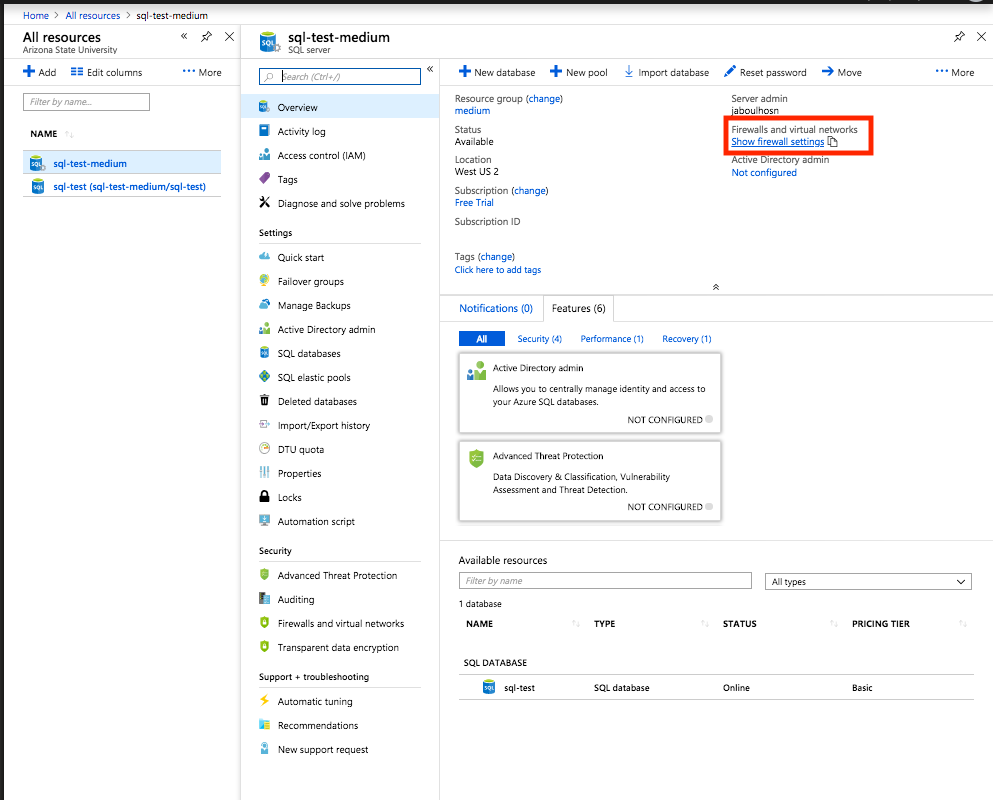 Home > All resources > sql-test-medium
All resources
Arizona State University
Add
Edit columns
More
Filter by name...
NAME
sql-test-medium
sql-test (sql-test-medium/sql-test)
sql-test-medium
SQL server
Search (Ctrl+/)
Overview
Activity log
Access control (IAM)
Tags
Diagnose and solve problems
Settings
Quick start
Failover groups
Manage Backups
Active Directory admin
SQL databases
SQL elastic pools
Deleted databases
Import/Export history
DTU quota
Properties
Locks
Automation script
Security
Advanced Threat Protection
Auditing
Firewalls and virtual networks
Transparent data encryption
Support + troubleshooting
Automatic tuning
Recommendations
New support request
New database
New pool
Import database
Reset password
Move
More
Resource group (change)
medium
Status
Available
Location
West US 2
Subscription (change)
Free Trial
Subscription ID
Tags (change)
Click here to add tags
Server admin
jaboulhosn
Firewalls and virtual networks
Show firewall settings
Active Directory admin
Not configured
Notifications (0)
Features (6)
All
Security (4)
Performance (1)
Recovery (1)
Active Directory admin
Allows you to centrally manage identity and access to
your Azure SQL databases.
NOT CONFIGURED
Advanced Threat Protection
Data Discovery & Classification, Vulnerability
Assessment and Threat Detection.
NOT CONFIGURED
Available resources
Filter by name
All types
1 database
NAME TYPE STATUS PRICING TIER
SQL DATABASE
sql-test SQL database Online Basic